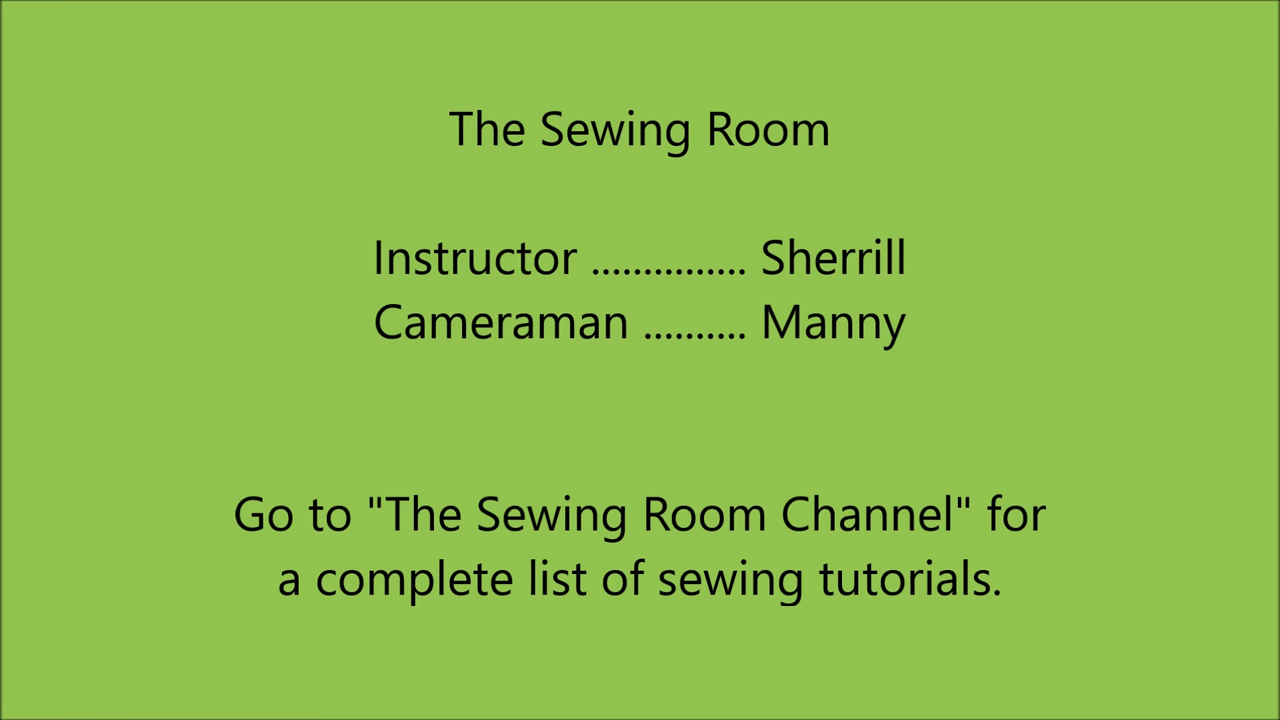 The Sewing Room
Instructor ............... Sherrill
Cameraman .......... Manny
Go to "The Sewing Room Channel" for
a complete list of sewing tutorials.